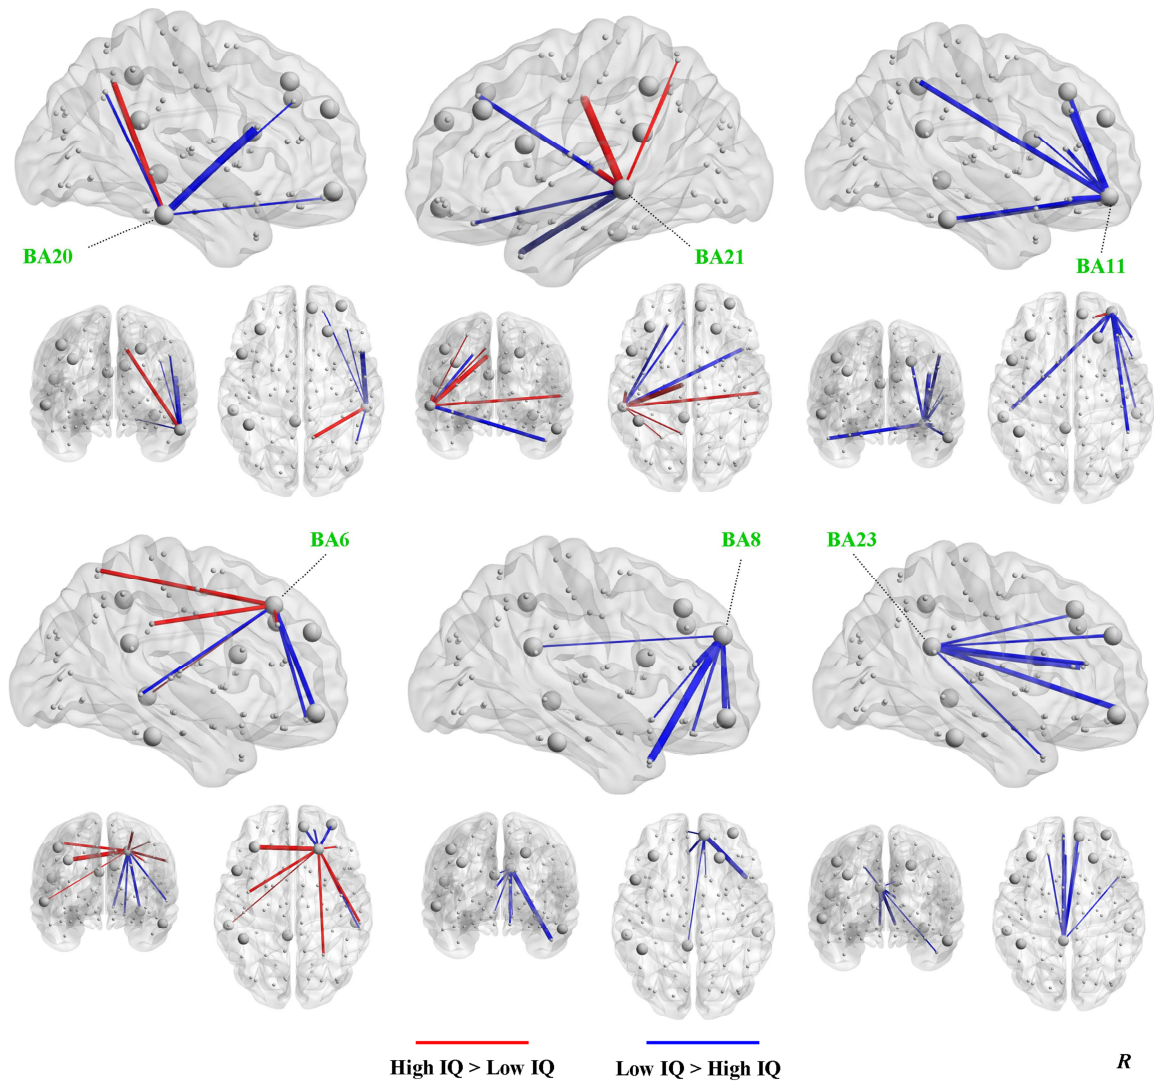 BA20
BA21
BA11
BA6
BA8
BA23
High IQ > Low IQ
Low IQ > High IQ
R